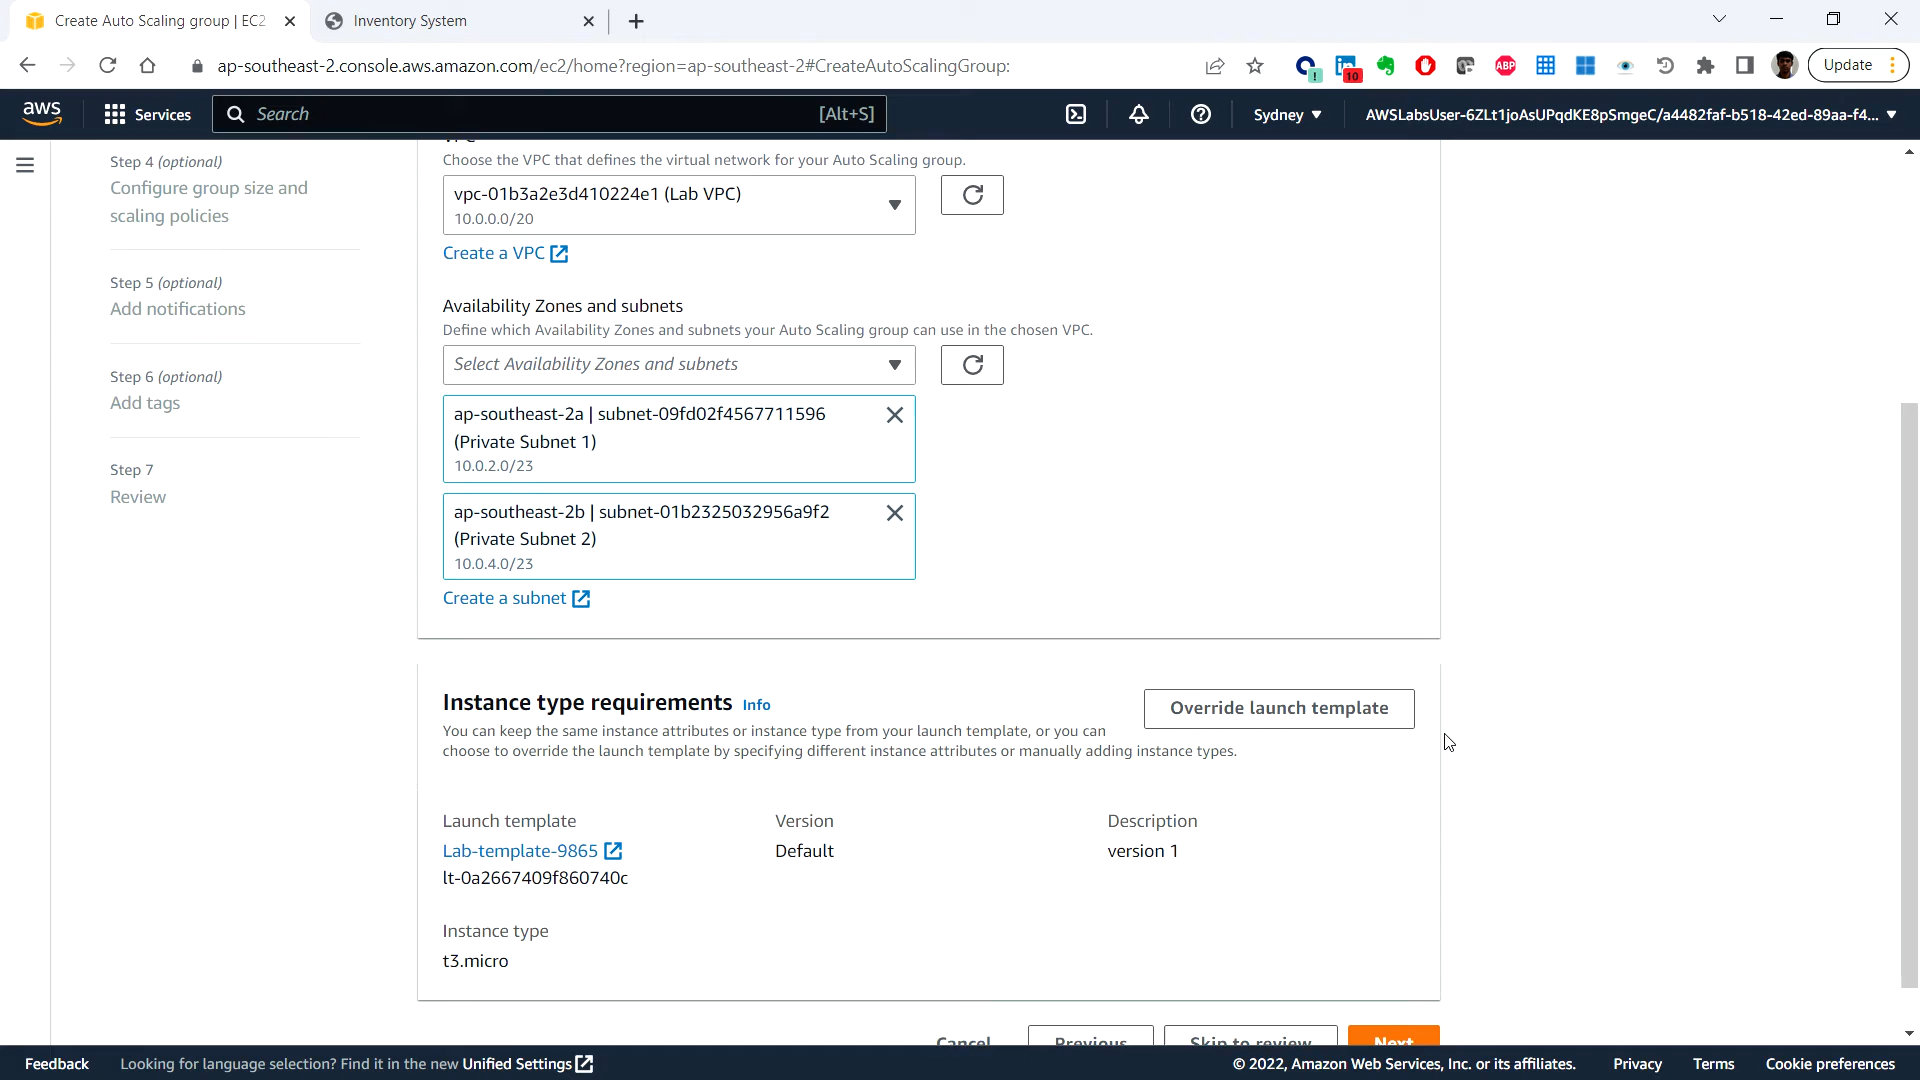 Create Auto Scaling group | EC2
Inventory System
ap-southeast-2.console.aws.amazon.com/ec2/home?region=ap-southeast-2#CreateAutoScalingGroup:
!
10
ABP
Update
aws
Services
Search
[Alt+S]
Sydney
AWSLabsUser-6ZLt1joAsUPqdKE8pSmgeC/a4482faf-b518-42ed-89aa-f4...
Step 4 (optional)
Configure group size and
scaling policies
Step 5 (optional)
Add notifications
Step 6 (optional)
Add tags
Step 7
Review
VPC
Choose the VPC that defines the virtual network for your Auto Scaling group.
vpc-01b3a2e3d410224e1 (Lab VPC)
10.0.0.0/20
Create a VPC
Availability Zones and subnets
Define which Availability Zones and subnets your Auto Scaling group can use in the chosen VPC.
Select Availability Zones and subnets
ap-southeast-2a | subnet-09fd02f4567711596
(Private Subnet 1)
10.0.2.0/23
ap-southeast-2b | subnet-01b2325032956a9f2
(Private Subnet 2)
10.0.4.0/23
Create a subnet
Instance type requirements Info
Override launch template
You can keep the same instance attributes or instance type from your launch template, or you can
choose to override the launch template by specifying different instance attributes or manually adding instance types.
Launch template
Lab-template-9865
lt-0a2667409f860740c
Version
Default
Description
version 1
Instance type
t3.micro
Cancel
Previous
Skip to review
Next
Feedback
Looking for language selection? Find it in the new Unified Settings
© 2022, Amazon Web Services, Inc. or its affiliates.
Privacy
Terms
Cookie preferences